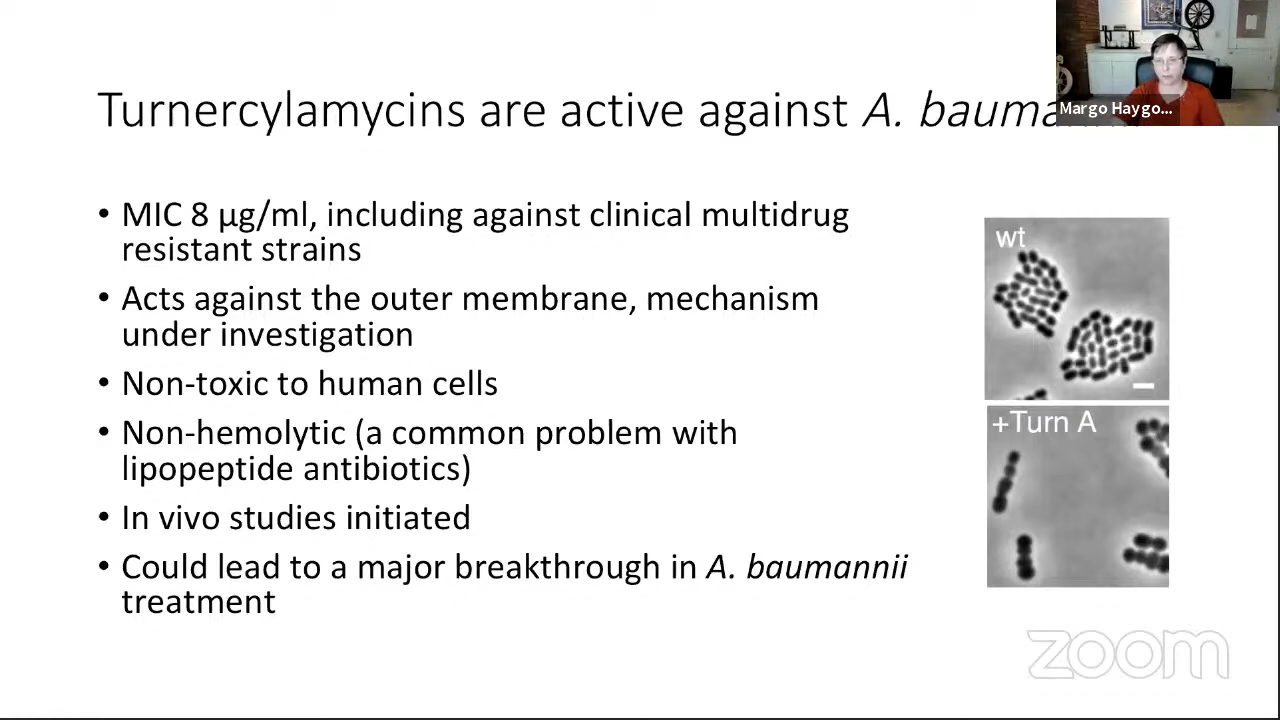 Turnercylamycins are active against A. bauma
Margo Haygo...
• MIC 8 µg/ml, including against clinical multidrug
resistant strains
• Acts against the outer membrane, mechanism
under investigation
• Non-toxic to human cells
• Non-hemolytic (a common problem with
lipopeptide antibiotics)
• In vivo studies initiated
• Could lead to a major breakthrough in A. baumannii
treatment
wt
+Turn A
zoom